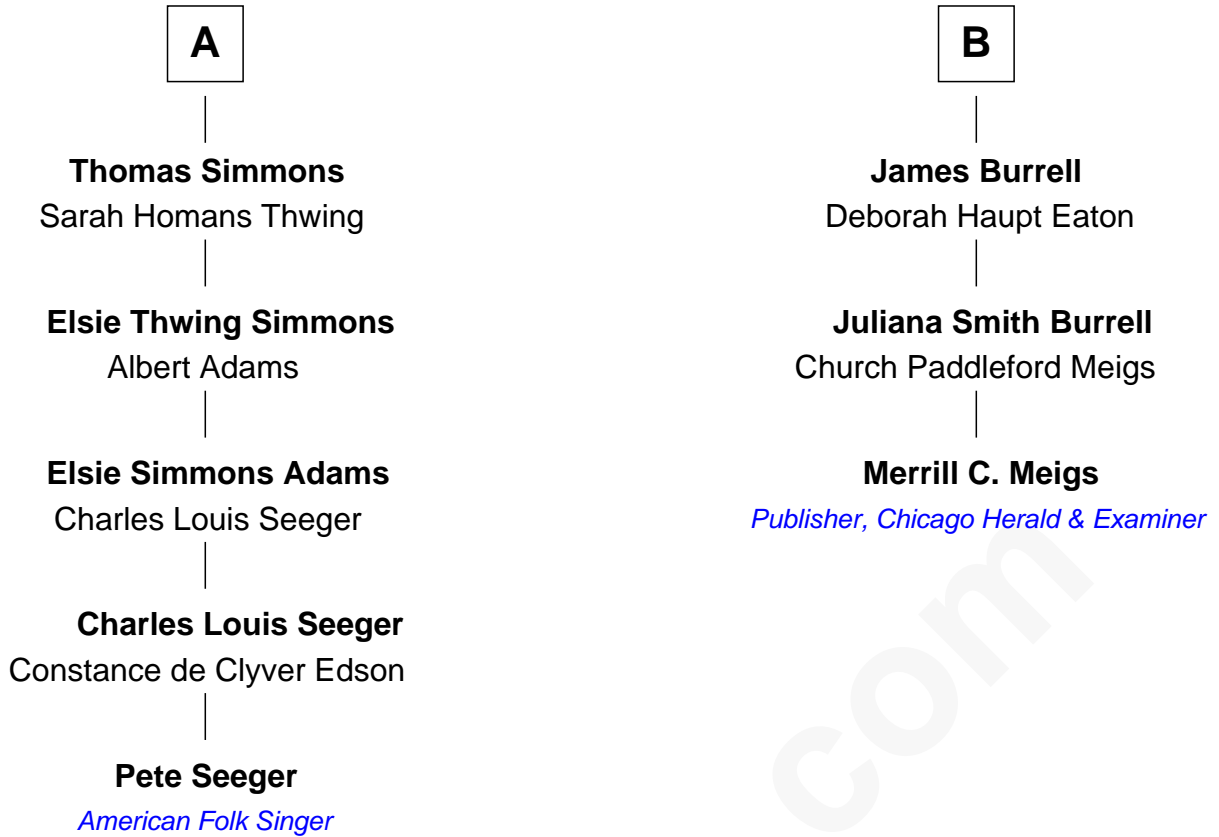 A
Thomas Simmons
Sarah Homans Thwing
Elsie Thwing Simmons
Albert Adams
Elsie Simmons Adams
Charles Louis Seeger
Charles Louis Seeger
Constance de Clyver Edson
Pete Seeger
American Folk Singer
B
James Burrell
Deborah Haupt Eaton
Juliana Smith Burrell
Church Paddleford Meigs
Merrill C. Meigs
Publisher, Chicago Herald & Examiner
com